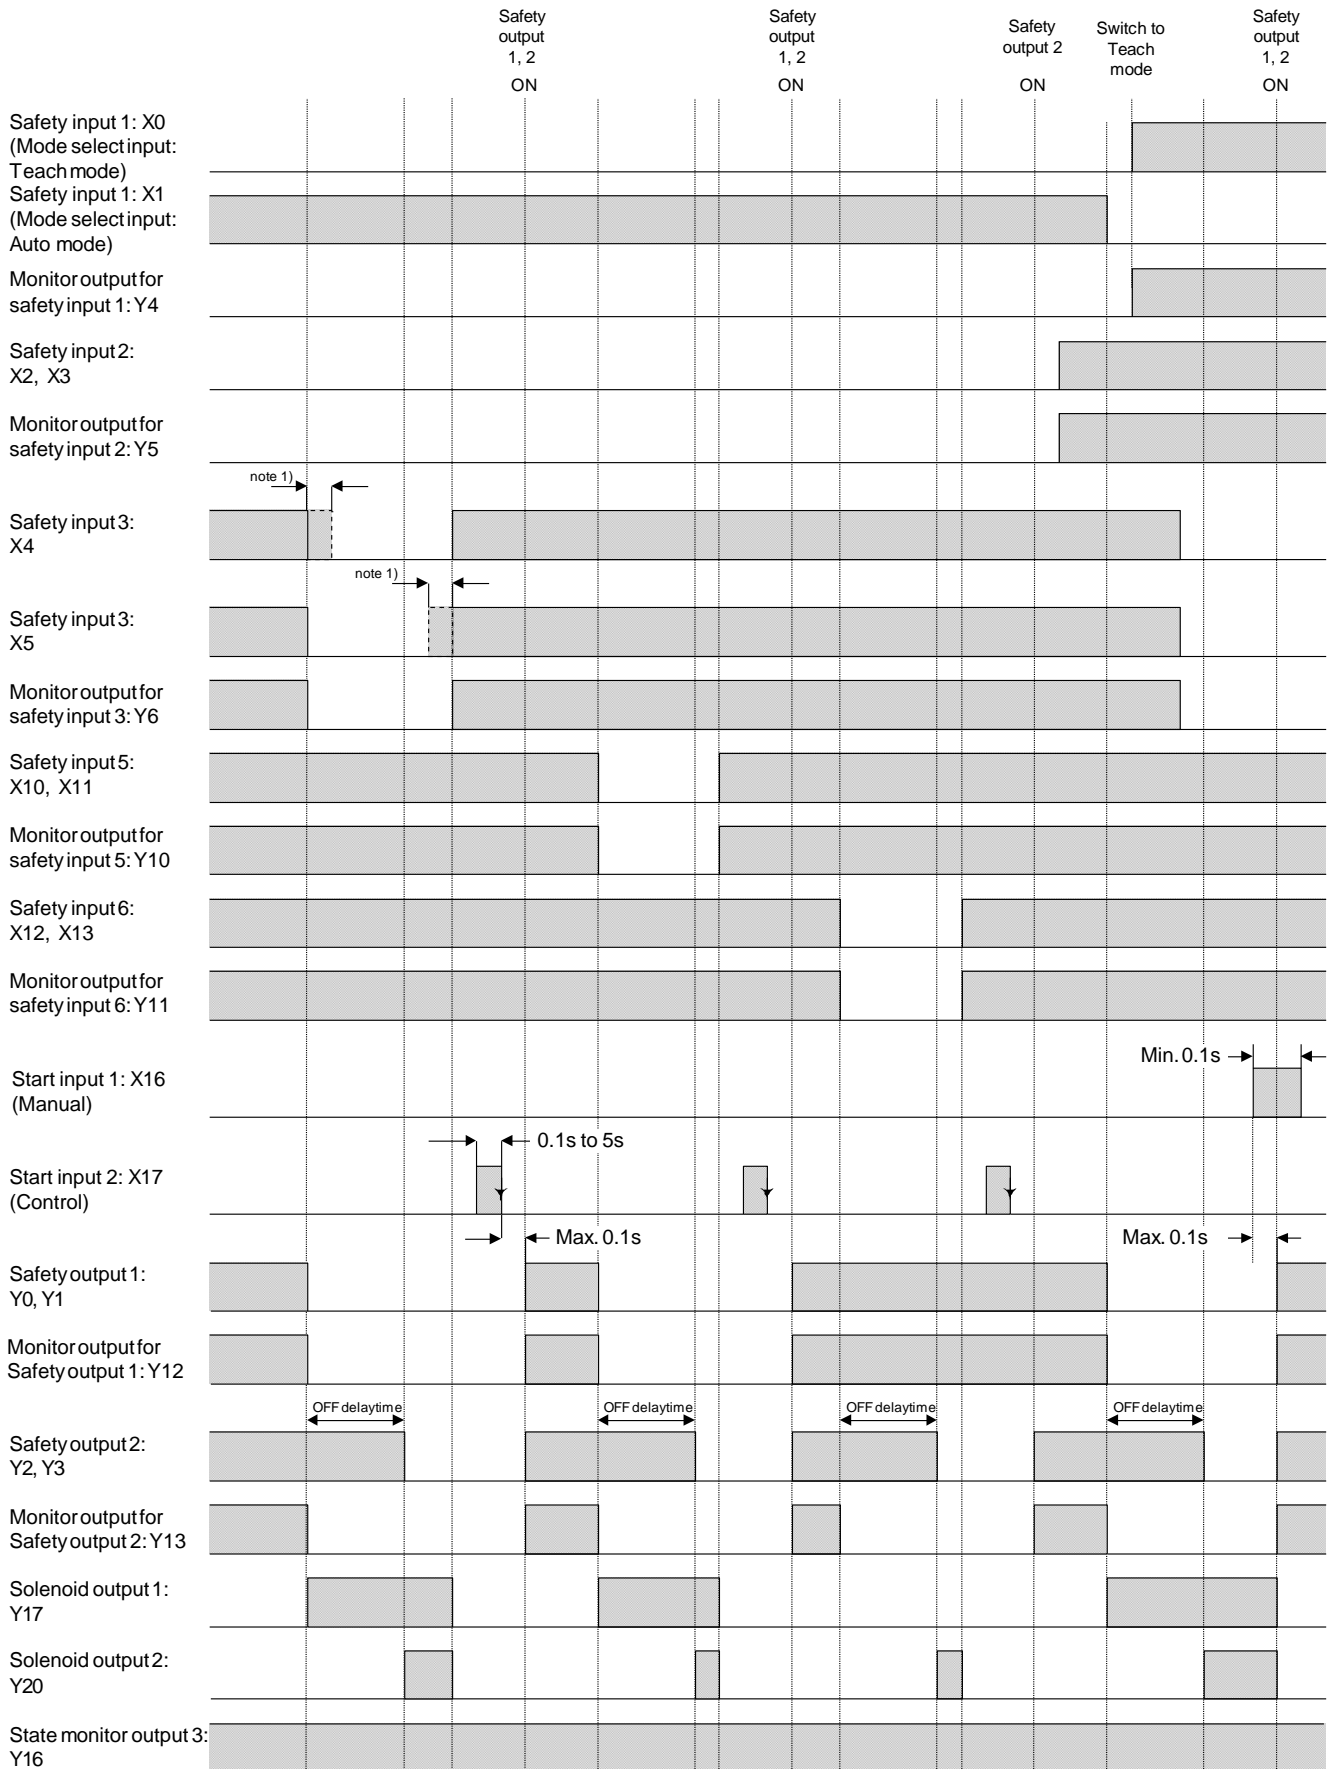 Safety
output
1, 2
ON
Safety
output
1, 2
ON
Safety
output 2
ON
Switch to
Teach
mode
Safety
output
1, 2
ON
Safety input 1: X0
(Mode select input:
Teach mode)
Safety input 1: X1
(Mode select input:
Auto mode)
Monitor output for
safety input 1: Y4
Safety input 2:
X2, X3
Monitor output for
safety input 2: Y5
note 1)
Safety input 3:
X4
note 1)
Safety input 3:
X5
Monitor output for
safety input 3: Y6
Safety input 5:
X10, X11
Monitor output for
safety input 5: Y10
Safety input 6:
X12, X13
Monitor output for
safety input 6: Y11
Min. 0.1s
Start input 1: X16
(Manual)
0.1s to 5s
Start input 2: X17
(Control)
Max. 0.1s
Max. 0.1s
Safety output 1:
Y0, Y1
Monitor output for
Safety output 1: Y12
OFF delaytime
OFF delaytime
OFF delaytime
OFF delaytime
Safety output 2:
Y2, Y3
Monitor output for
Safety output 2: Y13
Solenoid output 1:
Y17
Solenoid output 2:
Y20
State monitor output 3:
Y16